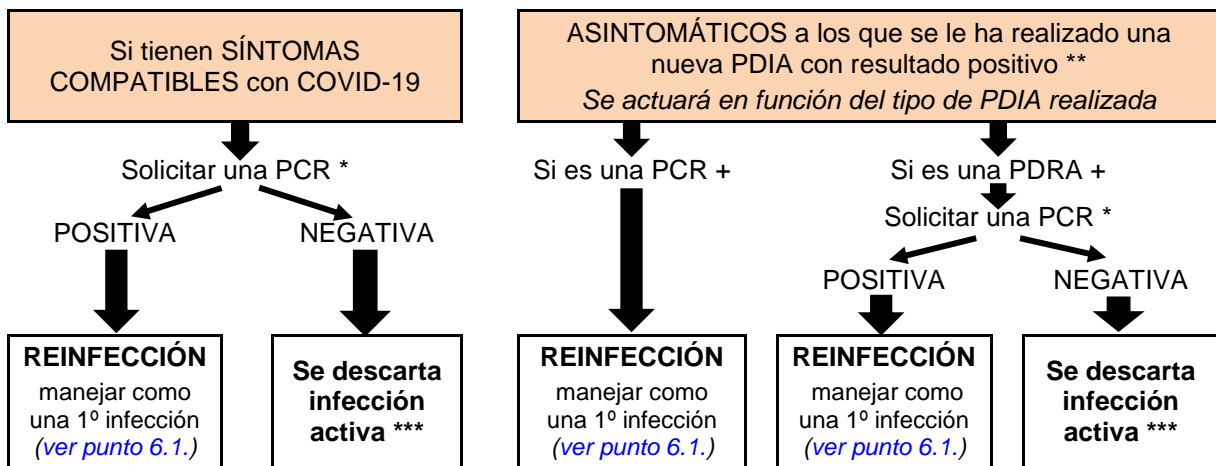 Si tienen SÍNTOMAS
COMPATIBLES con COVID-19
Solicitar una PCR *
POSITIVA
NEGATIVA
REINFECCIÓN
manejar como
una 1º infección
(ver punto 6.1.)
Se descarta
infección
activa ***
ASINTOMÁTICOS a los que se le ha realizado una
nueva PDIA con resultado positivo **
Se actuará en función del tipo de PDIA realizada
Si es una PCR +
REINFECCIÓN
manejar como
una 1º infección
(ver punto 6.1.)
Si es una PDRA +
Solicitar una PCR *
POSITIVA
NEGATIVA
REINFECCIÓN
manejar como
una 1º infección
(ver punto 6.1.)
Se descarta
infección
activa ***